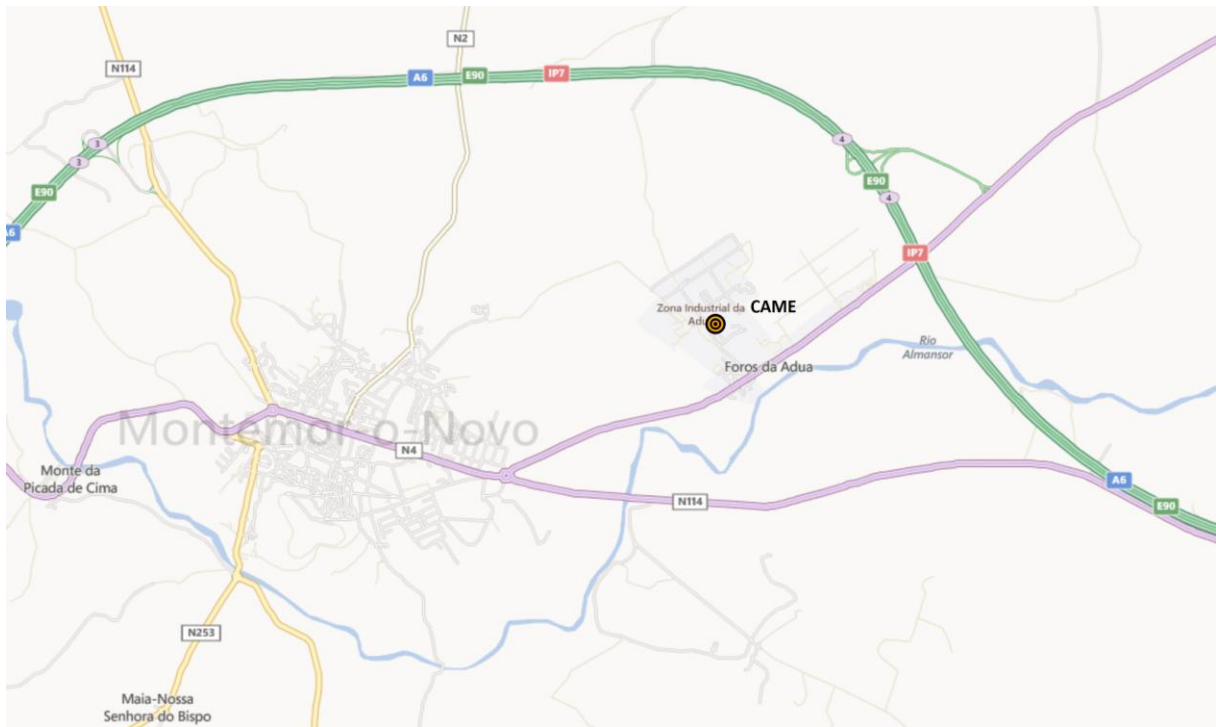 N2
N114
A6
E90
IP7
3
3
4
E90
E90
4
A6
IP7
Zona Industrial da
CAME
Rio
Almansor
Foros da Adua
Montemor-o-Novo
N4
Monte da
Picada de Cima
A6
N114
E90
N253
Maia-Nossa
Senhora do Bispo